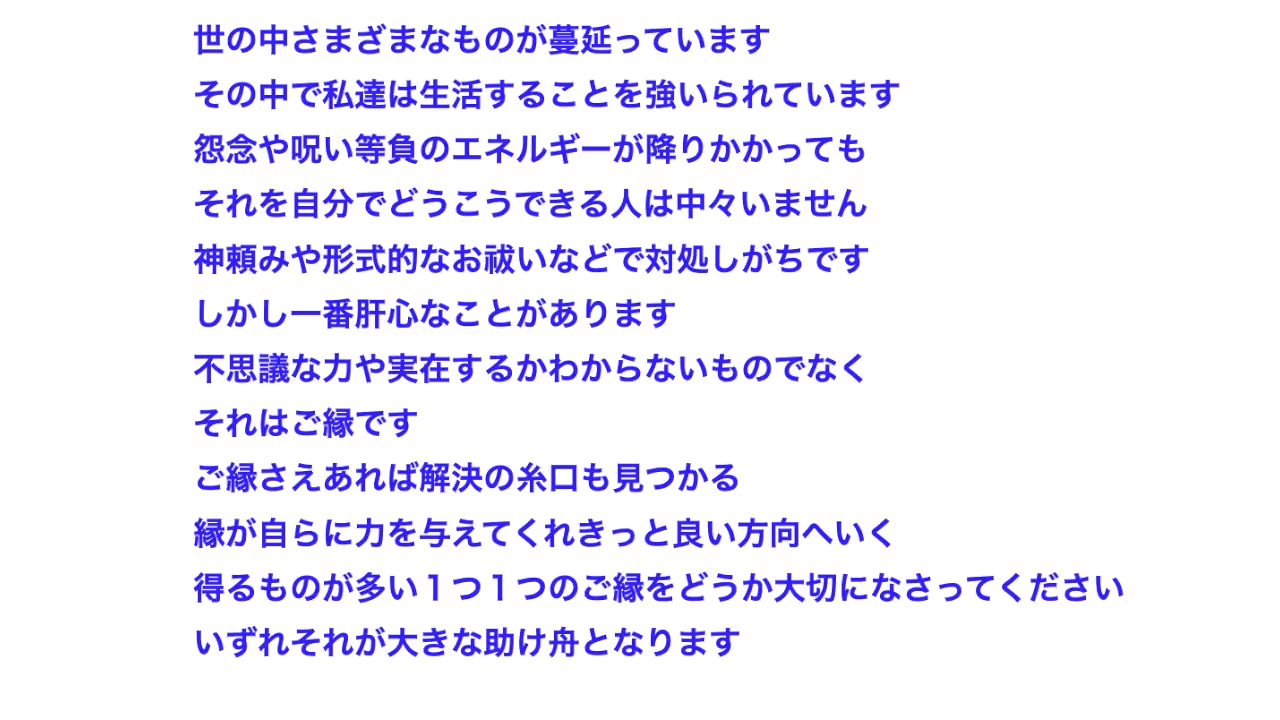 世の中さまざまなものが蔓延っています
その中で私達は生活することを強いられています
怨念や呪い等負のエネルギーが降りかかっても
それを自分でどうこうできる人は中々いません
神頼みや形式的なお祓いなどで対処しがちです
しかし一番肝心なことがあります
不思議な力や実在するかわからないものでなく
それはご縁です
ご縁さえあれば解決の糸口も見つかる
縁が自らに力を与えてくれきっと良い方向へいく
得るものが多い１つ１つのご縁をどうか大切になさってください
いずれそれが大きな助け舟となります